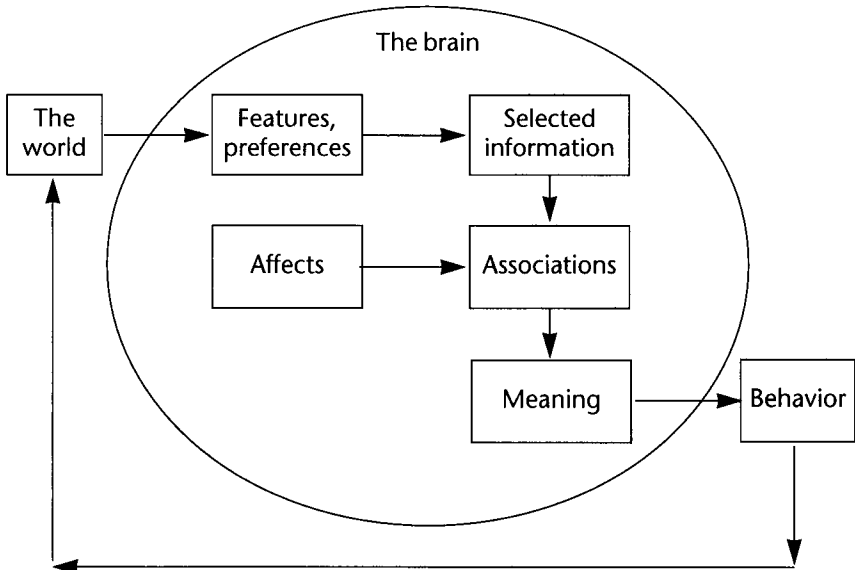 The brain
The
world
Features,
preferences
Selected
information
Affects
Associations
Meaning
Behavior